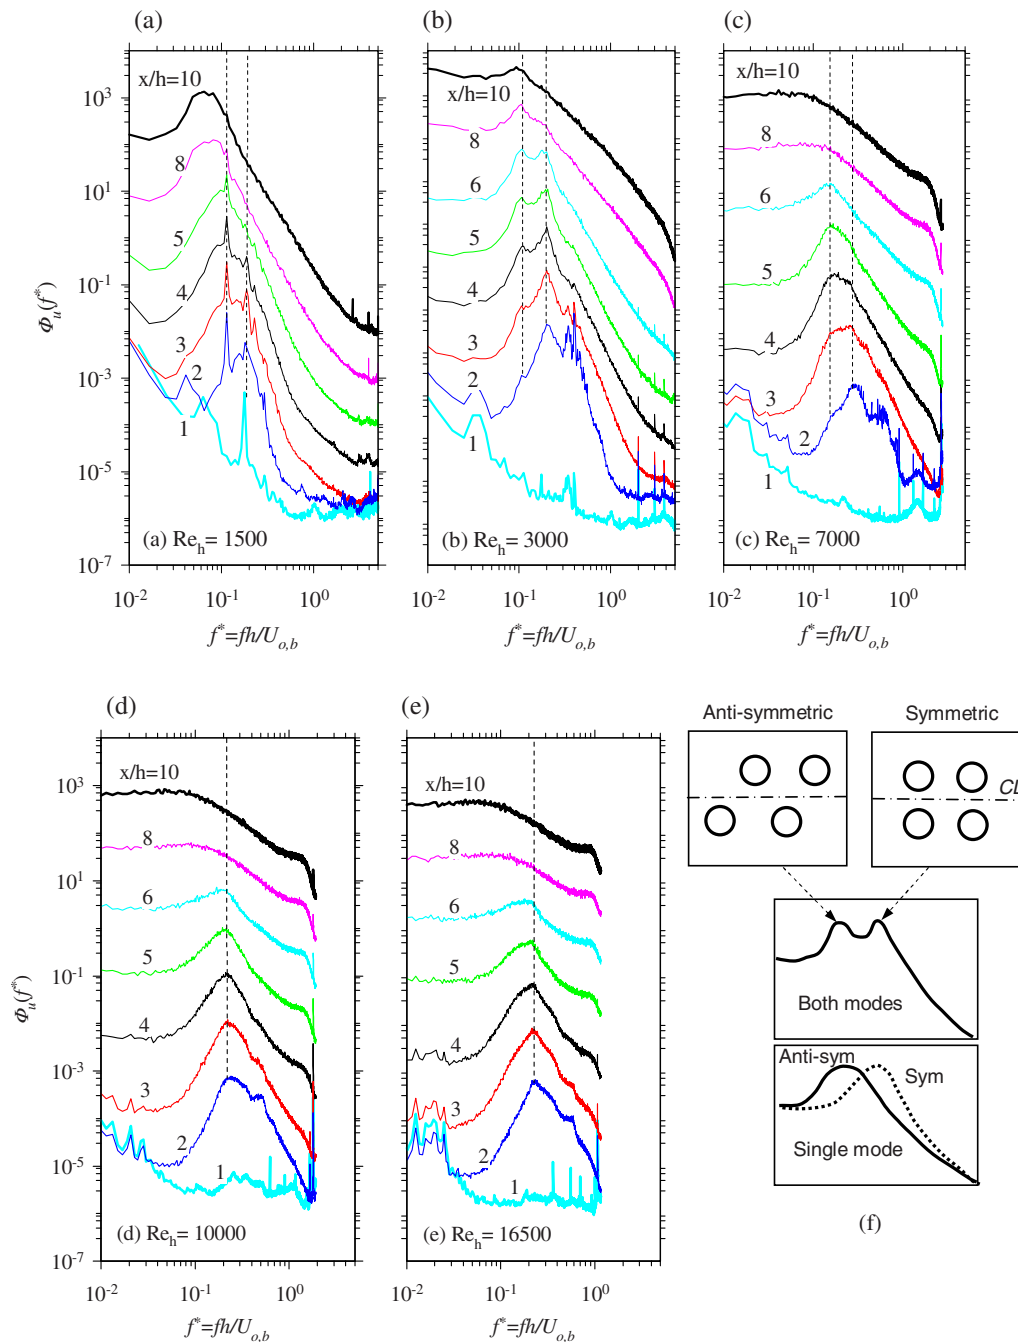 (a)
(b)
(c)
x/h=10
8
5
4
3
2
1
(a) Re_h= 1500
10^3
10^1
10^-1
10^-3
10^-5
10^-7
Φ_u(f^*)
10^-2
10^-1
10^0
f^*=fh/U_o,b
x/h=10
8
6
5
4
3
2
1
(b) Re_h= 3000
10^-2
10^-1
10^0
f^*=fh/U_o,b
x/h=10
8
6
5
4
3
2
1
(c) Re_h= 7000
10^-2
10^-1
10^0
f^*=fh/U_o,b
(d)
(e)
x/h=10
8
6
5
4
3
2
1
(d) Re_h= 10000
10^3
10^1
10^-1
10^-3
10^-5
10^-7
Φ_u(f^*)
10^-2
10^-1
10^0
f^*=fh/U_o,b
x/h=10
8
6
5
4
3
2
1
(e) Re_h= 16500
10^-2
10^-1
10^0
f^*=fh/U_o,b
Anti-symmetric
Symmetric
CL
Both modes
Anti-sym
Sym
Single mode
(f)